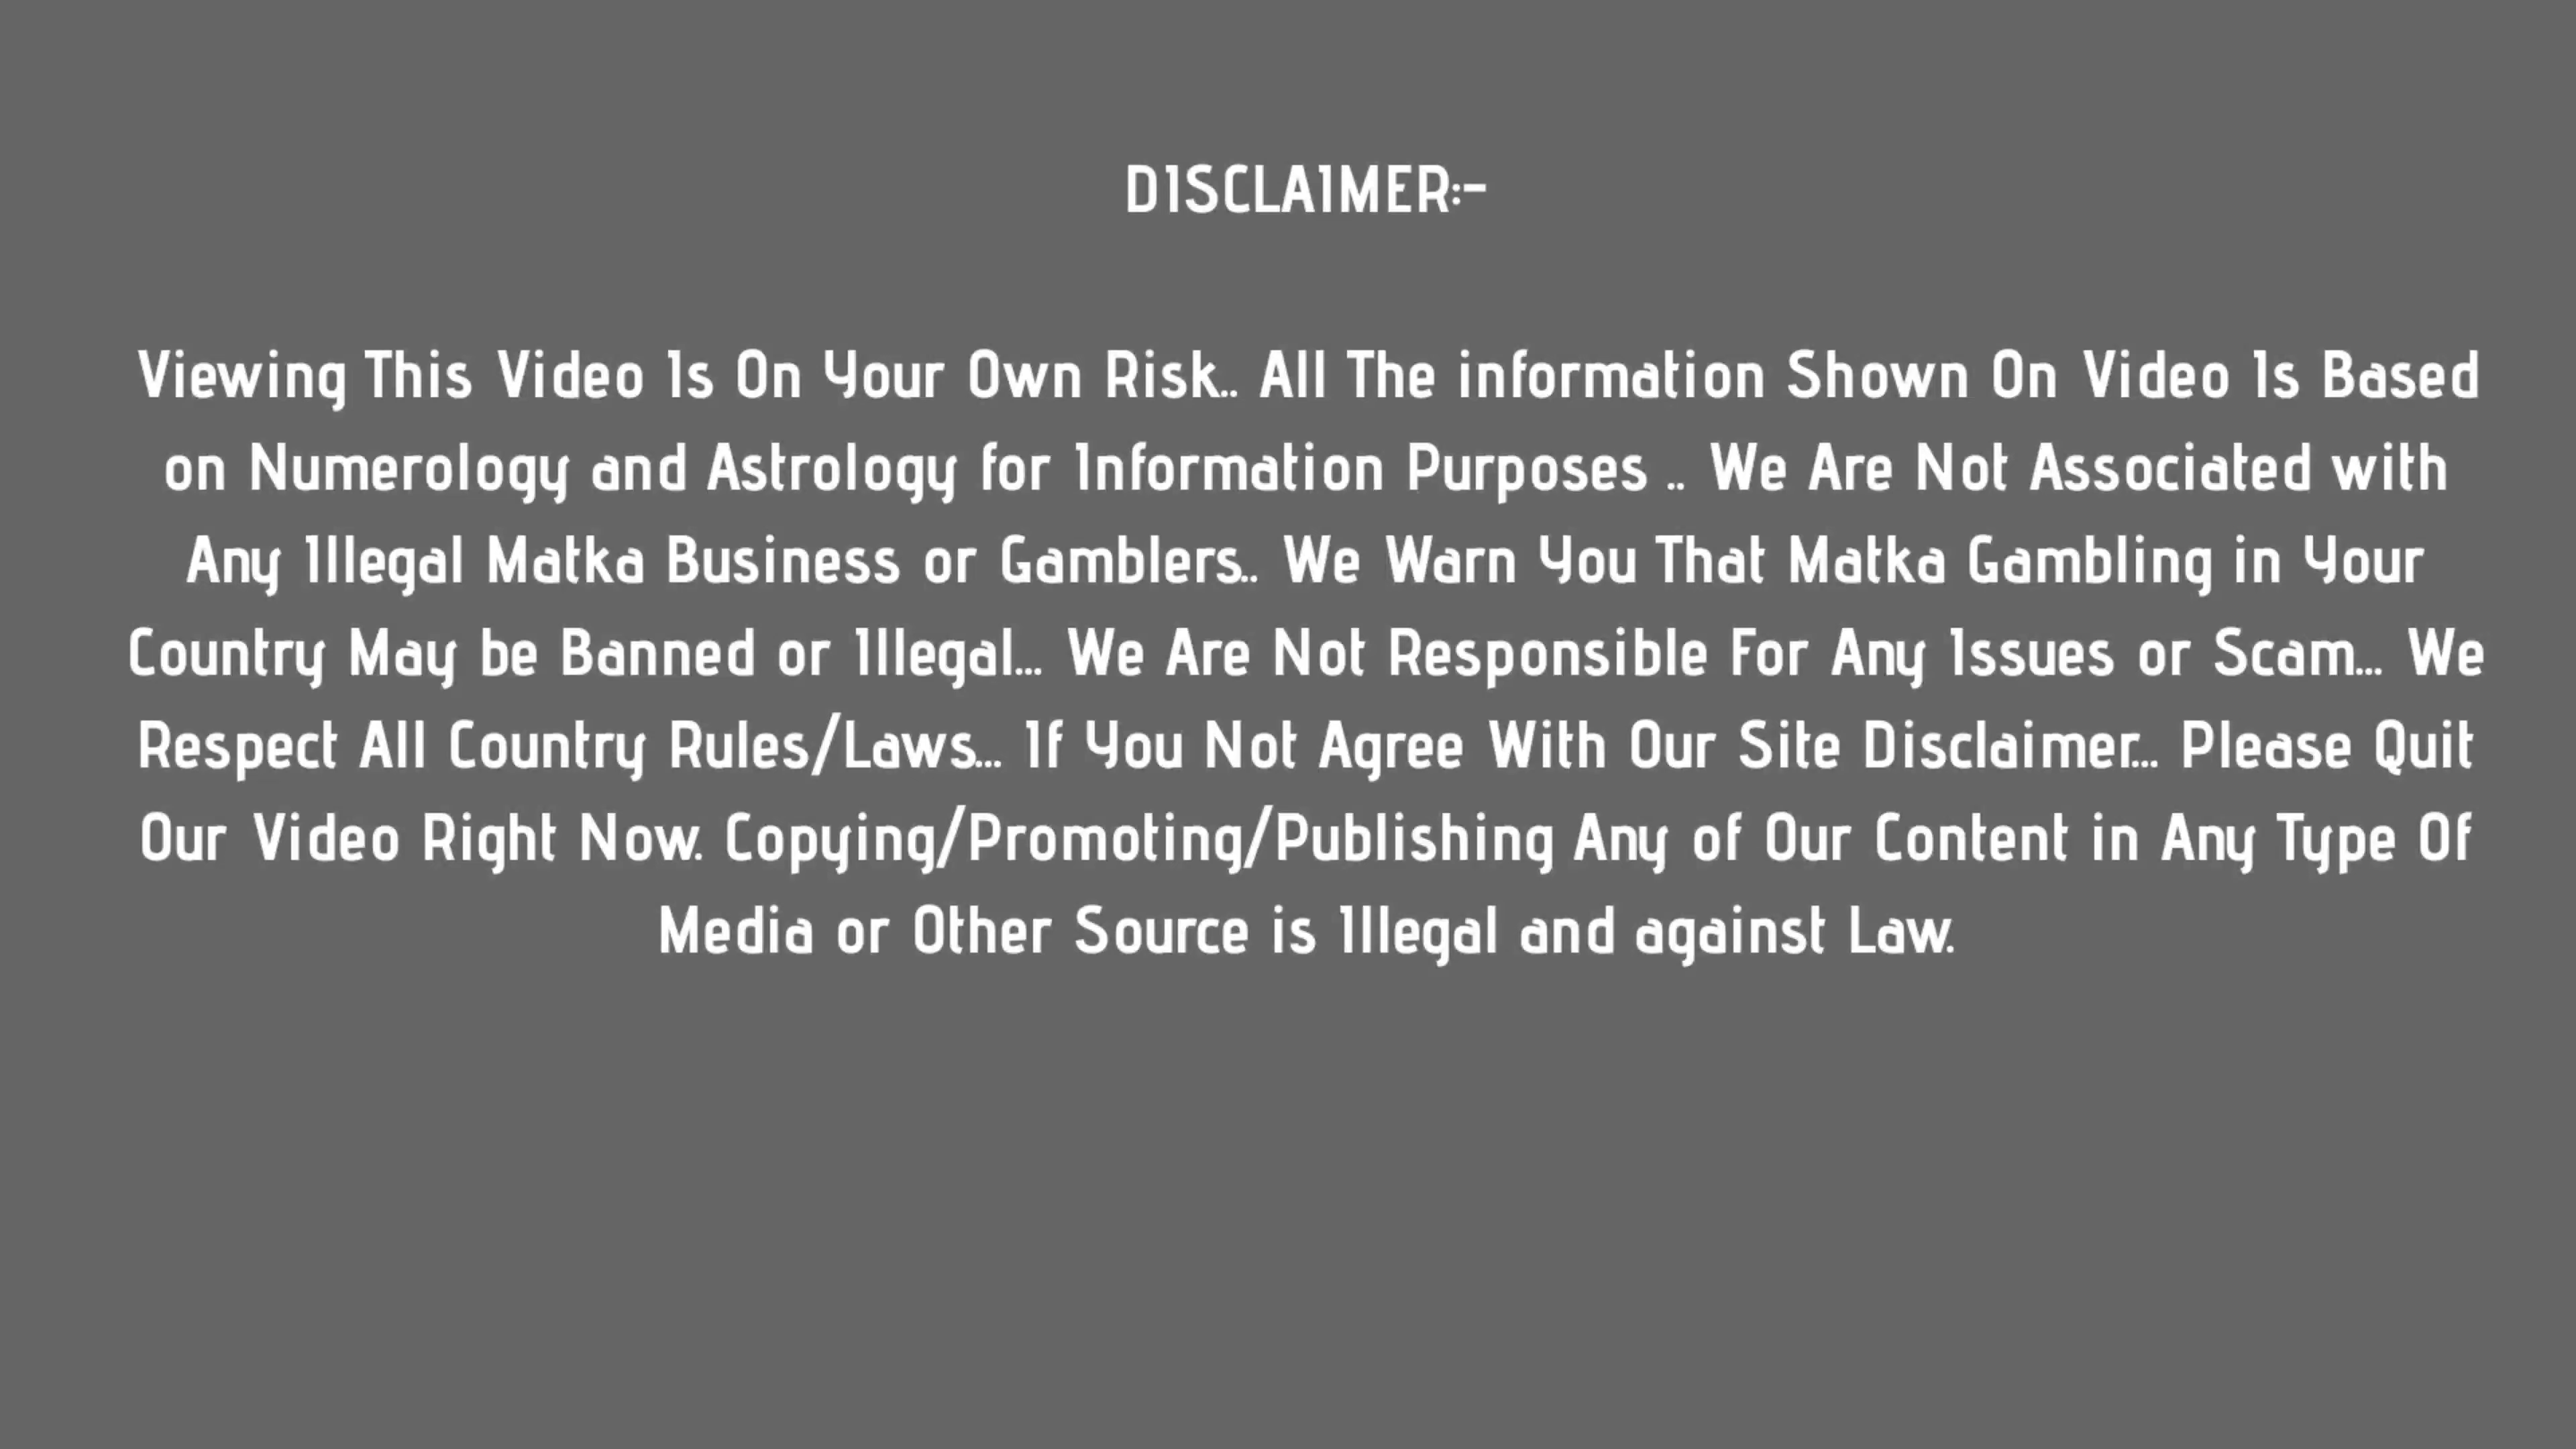 DISCLAIMER:-
Viewing This Video Is On Your Own Risk.. All The information Shown On Video Is Based
on Numerology and Astrology for Information Purposes .. We Are Not Associated with
Any Illegal Matka Business or Gamblers.. We Warn You That Matka Gambling in Your
Country May be Banned or Illegal... We Are Not Responsible For Any Issues or Scam... We
Respect All Country Rules/Laws... If You Not Agree With Our Site Disclaimer... Please Quit
Our Video Right Now. Copying/Promoting/Publishing Any of Our Content in Any Type Of
Media or Other Source is Illegal and against Law.